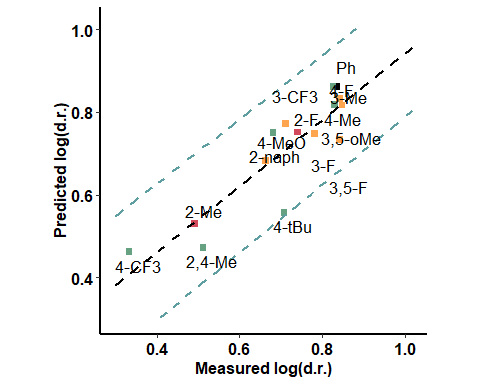 1.0
Ph
4-F
3-CF3
3-Me
0.8
2-F
4-Me
4-MeO
3,5-oMe
2-naph
3-F
3,5-F
0.6
2-Me
4-tBu
2,4-Me
4-CF3
0.4
0.4
0.6
0.8
1.0
Measured log(d.r.)
Predicted log(d.r.)